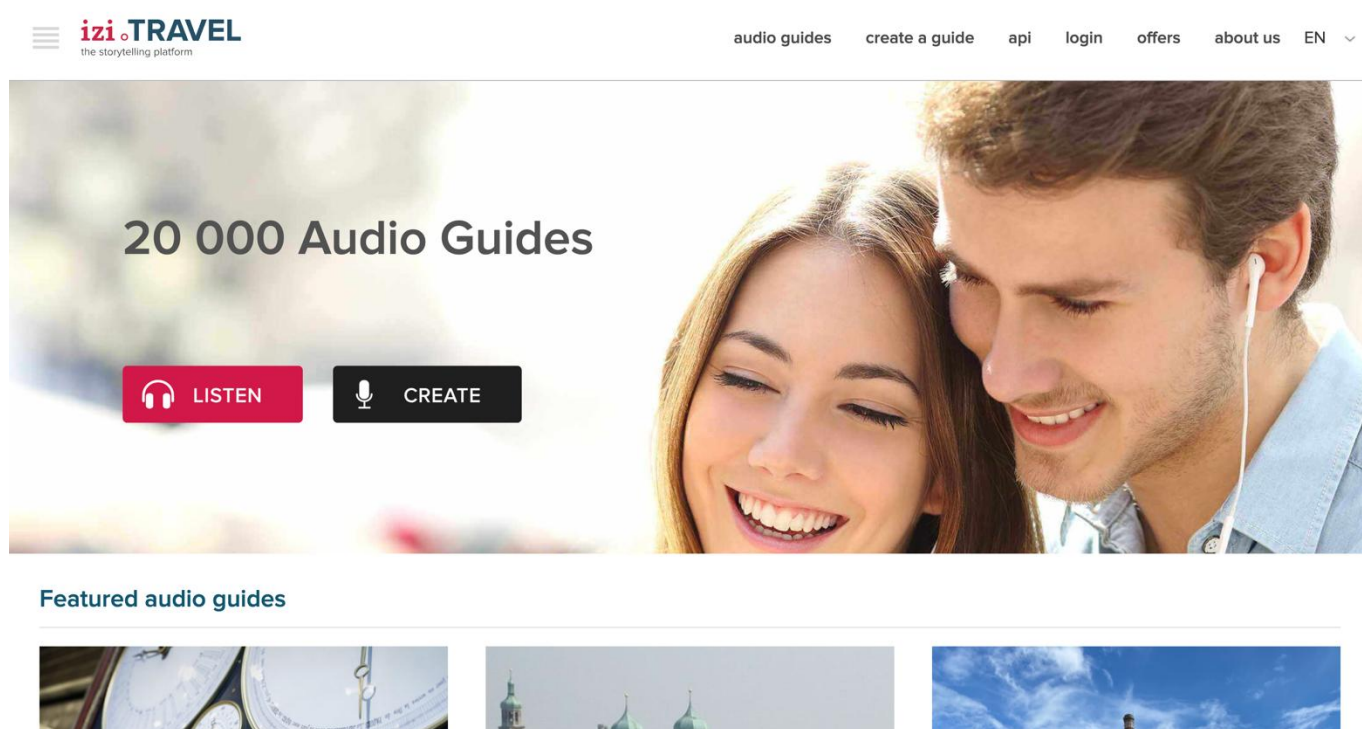 izi.TRAVEL
the storytelling platform
audio guides create a guide api login offers about us EN
20 000 Audio Guides
LISTEN CREATE
Featured audio guides